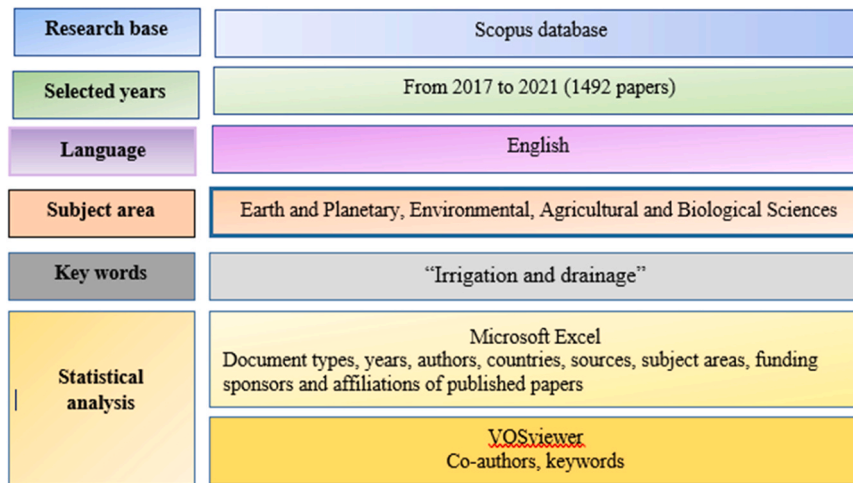 Research base
Scopus database
Selected years
From 2017 to 2021 (1492 papers)
Language
English
Subject area
Earth and Planetary, Environmental, Agricultural and Biological Sciences
Key words
“Irrigation and drainage”
Statistical
analysis
Microsoft Excel
Document types, years, authors, countries, sources, subject areas, funding
sponsors and affiliations of published papers
VOSviewer
Co-authors, keywords